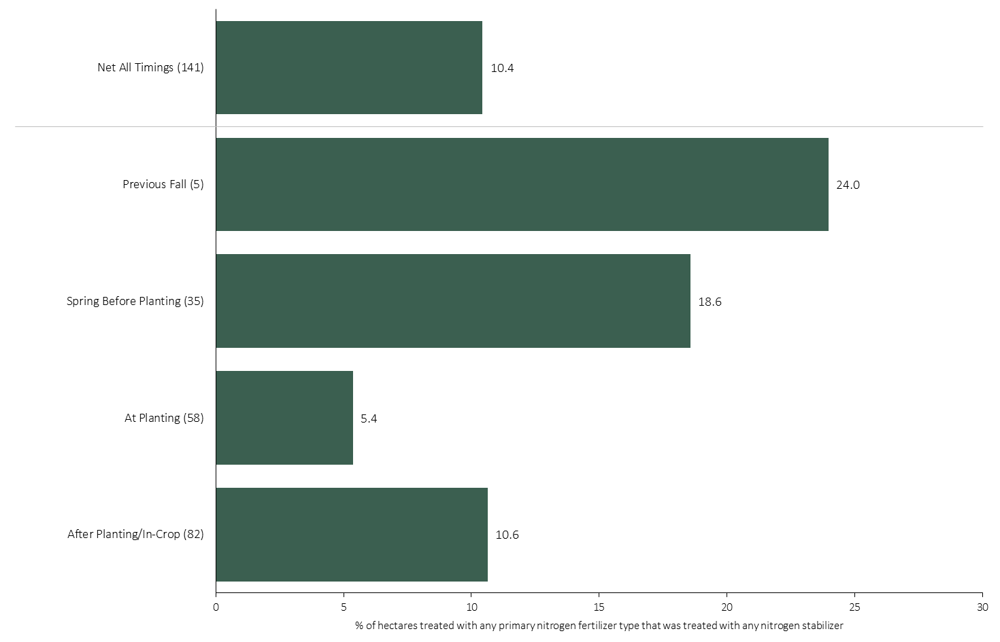 Net All Timings (141)
10.4
Previous Fall (5)
24.0
Spring Before Planting (35)
18.6
At Planting (58)
5.4
After Planting/In-Crop (82)
10.6
0 5 10 15 20 25 30
% of hectares treated with any primary nitrogen fertilizer type that was treated with any nitrogen stabilizer